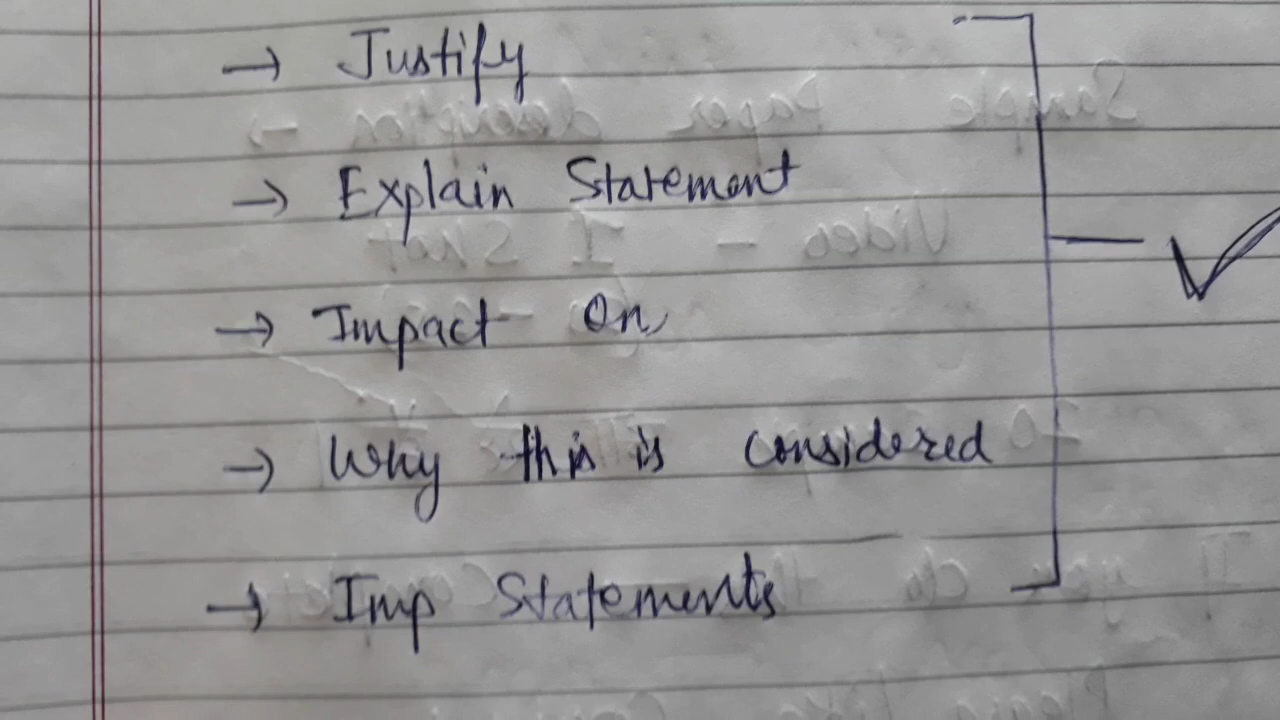 → Justify
→ Explain Statement
→ Impact On
→ Why this is considered
→ Imp Statements